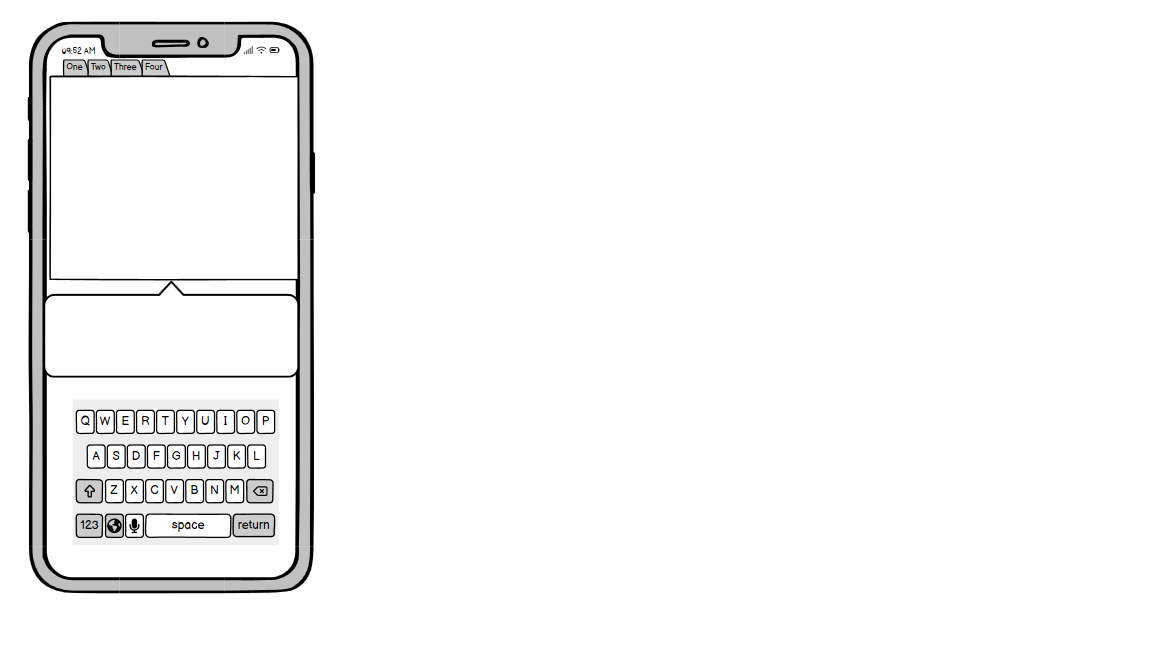 09:52 AM
One Two Three Four
Q W E R T Y U I O P
A S D F G H J K L
Z X C V B N M
123 space return